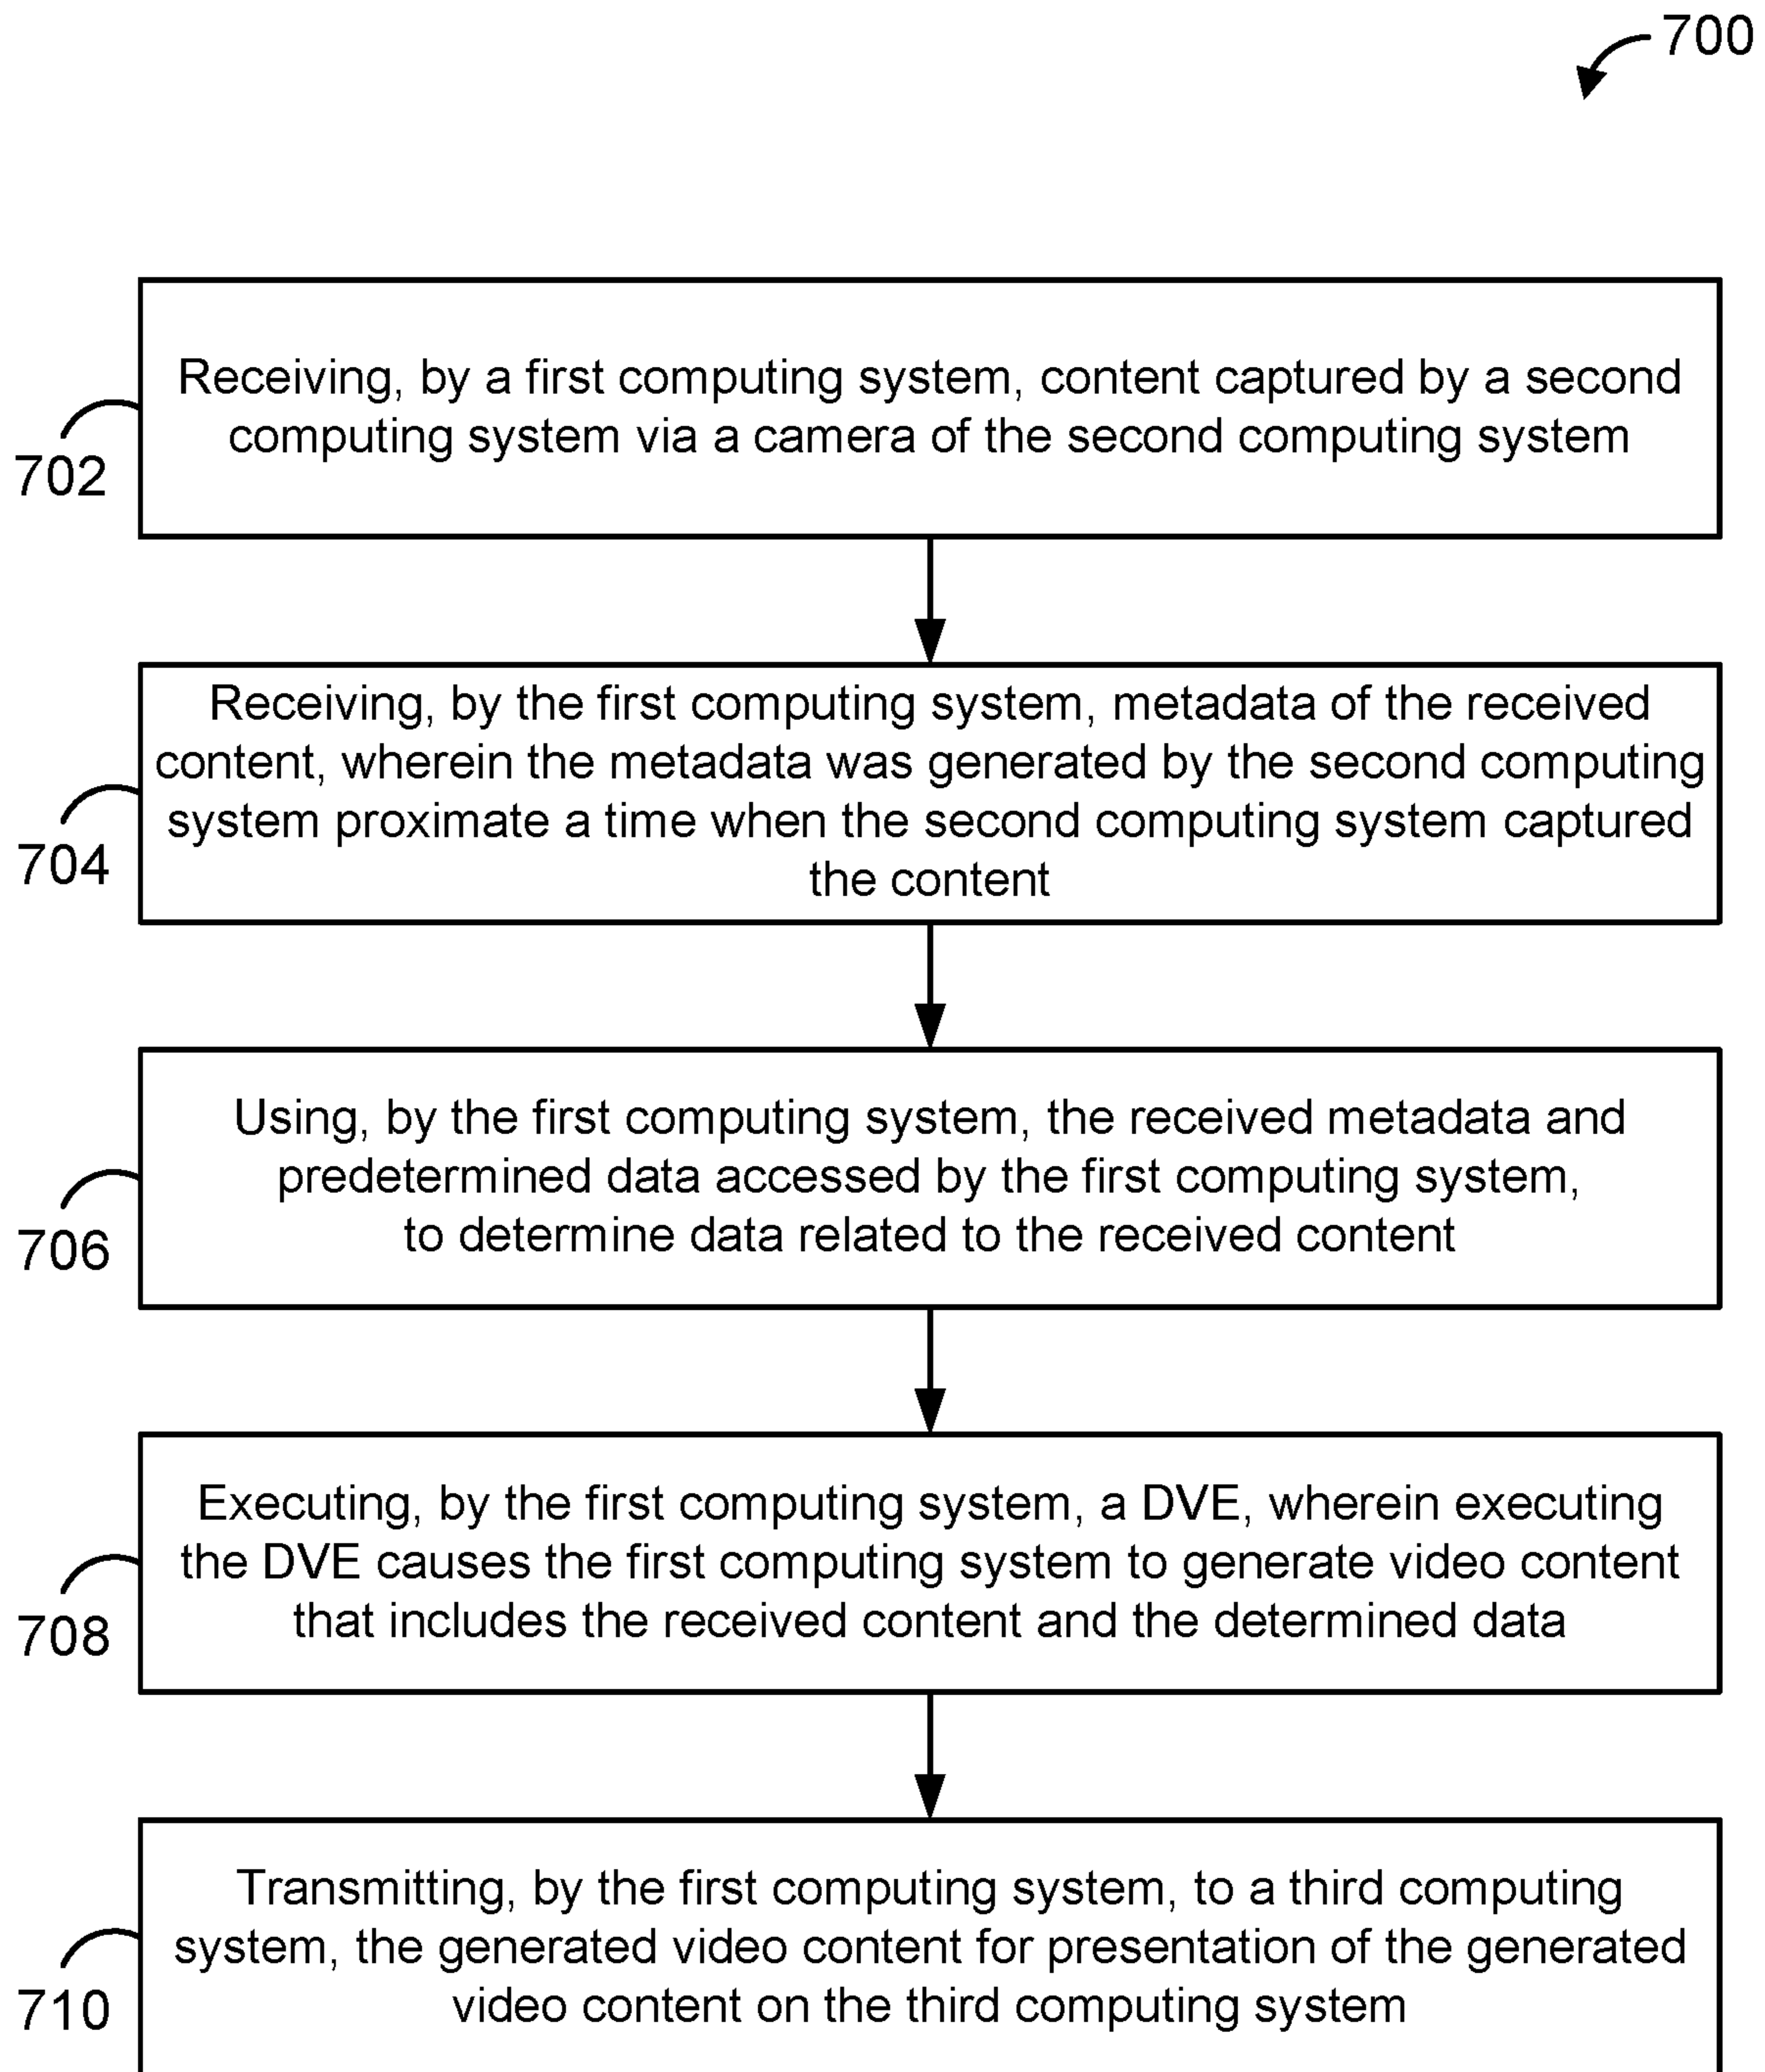 700
Receiving, by a first computing system, content captured by a second
computing system via a camera of the second computing system
702
Receiving, by the first computing system, metadata of the received
content, wherein the metadata was generated by the second computing
system proximate a time when the second computing system captured
the content
704
Using, by the first computing system, the received metadata and
predetermined data accessed by the first computing system,
to determine data related to the received content
706
Executing, by the first computing system, a DVE, wherein executing
the DVE causes the first computing system to generate video content
that includes the received content and the determined data
708
Transmitting, by the first computing system, to a third computing
system, the generated video content for presentation of the generated
video content on the third computing system
710